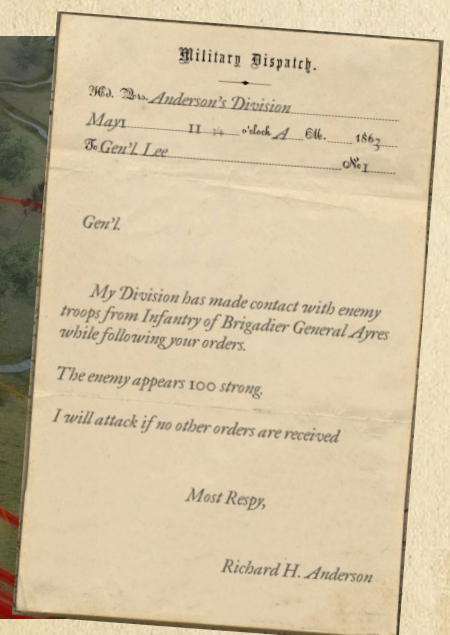 Military Dispatch.
Hd. Qrs. Anderson's Division
May1 11 o'clock A M. 1863
To Gen'l. Lee No 1
Gen'l.
My Division has made contact with enemy
troops from Infantry of Brigadier General Ayres
while following your orders.
The enemy appears 100 strong.
I will attack if no other orders are received
Most Respy,
Richard H. Anderson